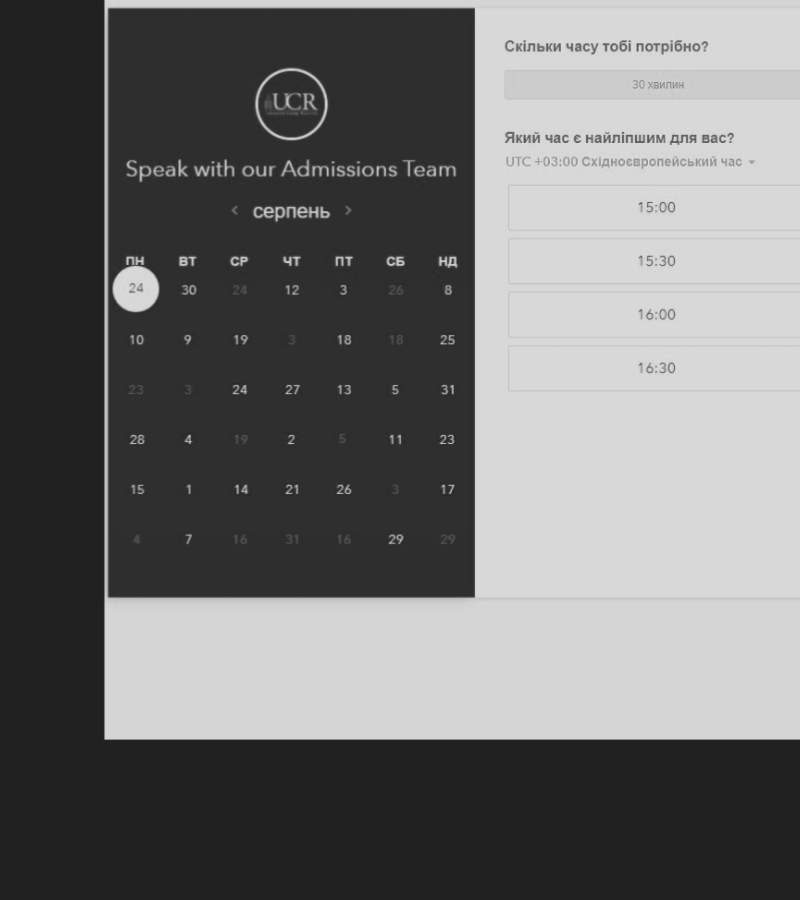 UCR
Speak with our Admissions Team
‹ серпень ›
ПН ВТ СР ЧТ ПТ СБ НД
24 30 24 12 3 26 8
10 9 19 3 18 18 25
23 3 24 27 13 5 31
28 4 19 2 5 11 23
15 1 14 21 26 3 17
4 7 16 31 16 29 29
Скільки часу тобі потрібно?
30 хвилин
Який час є найліпшим для вас?
UTC +03:00 Східноєвропейський час
15:00
15:30
16:00
16:30